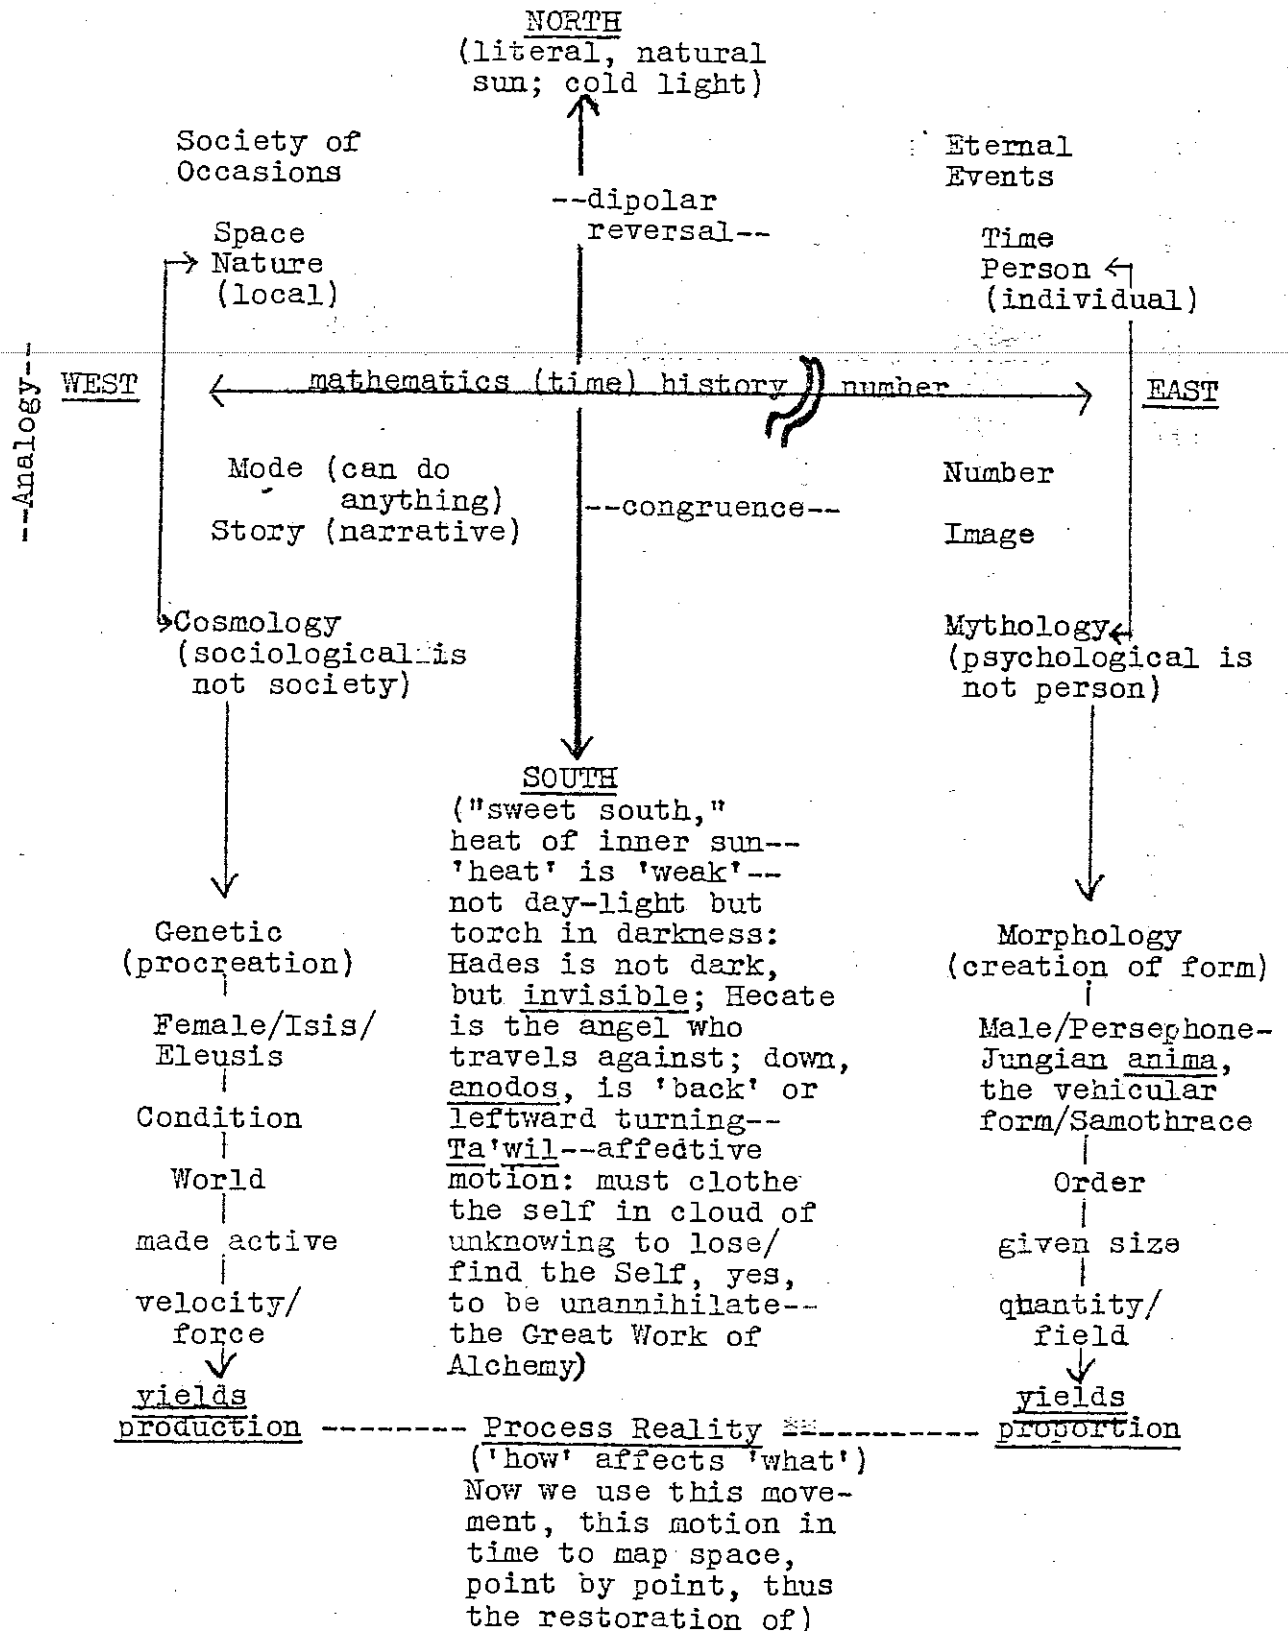 NORTH
(literal, natural
sun; cold light)
Society of
Occasions
Eternal
Events
--dipolar
reversal--
Space
Nature
(local)
Time
Person
(individual)
--Analogy--
WEST
mathematics (time) history
number
EAST
Mode (can do
anything)
Story (narrative)
--congruence--
Number
Image
Cosmology
(sociological is
not society)
Mythology
(psychological is
not person)
SOUTH
("sweet south,"
heat of inner sun--
'heat' is 'weak'--
not day-light but
torch in darkness:
Hades is not dark,
but invisible; Hecate
is the angel who
travels against; down,
anodos, is 'back' or
leftward turning--
Ta'wil--affective
motion: must clothe
the self in cloud of
unknowing to lose/
find the Self, yes,
to be unannihilate--
the Great Work of
Alchemy)
Genetic
(procreation)
Female/Isis/
Eleusis
Condition
World
made active
velocity/
force
yields
production
Morphology
(creation of form)
Male/Persephone-
Jungian anima,
the vehicular
form/Samothrace
Order
given size
quantity/
field
yields
proportion
Process Reality
('how' affects 'what')
Now we use this move-
ment, this motion in
time to map space,
point by point, thus
the restoration of)